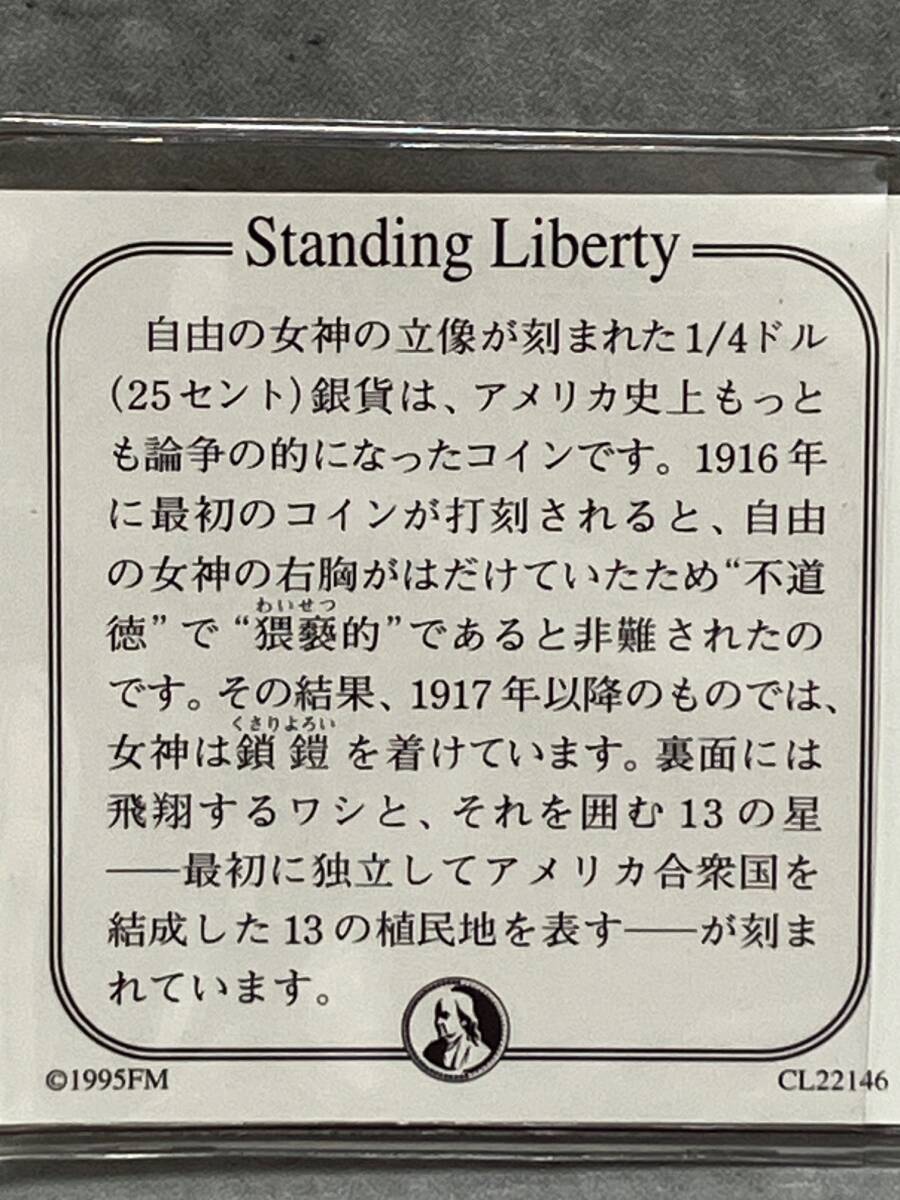 Standing Liberty
自由の女神の立像が刻まれた1/4ドル
(25セント)銀貨は、アメリカ史上もっと
も論争の的になったコインです。1916年
に最初のコインが打刻されると、自由
の女神の右胸がはだけていたため“不道
わいせつ
徳”で“猥褻的”であると非難されたの
です。その結果、1917年以降のものでは、
くさりよろい
女神は鎖鎧を着けています。裏面には
飛翔するワシと、それを囲む13の星
──最初に独立してアメリカ合衆国を
結成した13の植民地を表す──が刻ま
れています。
©1995FM
CL22146